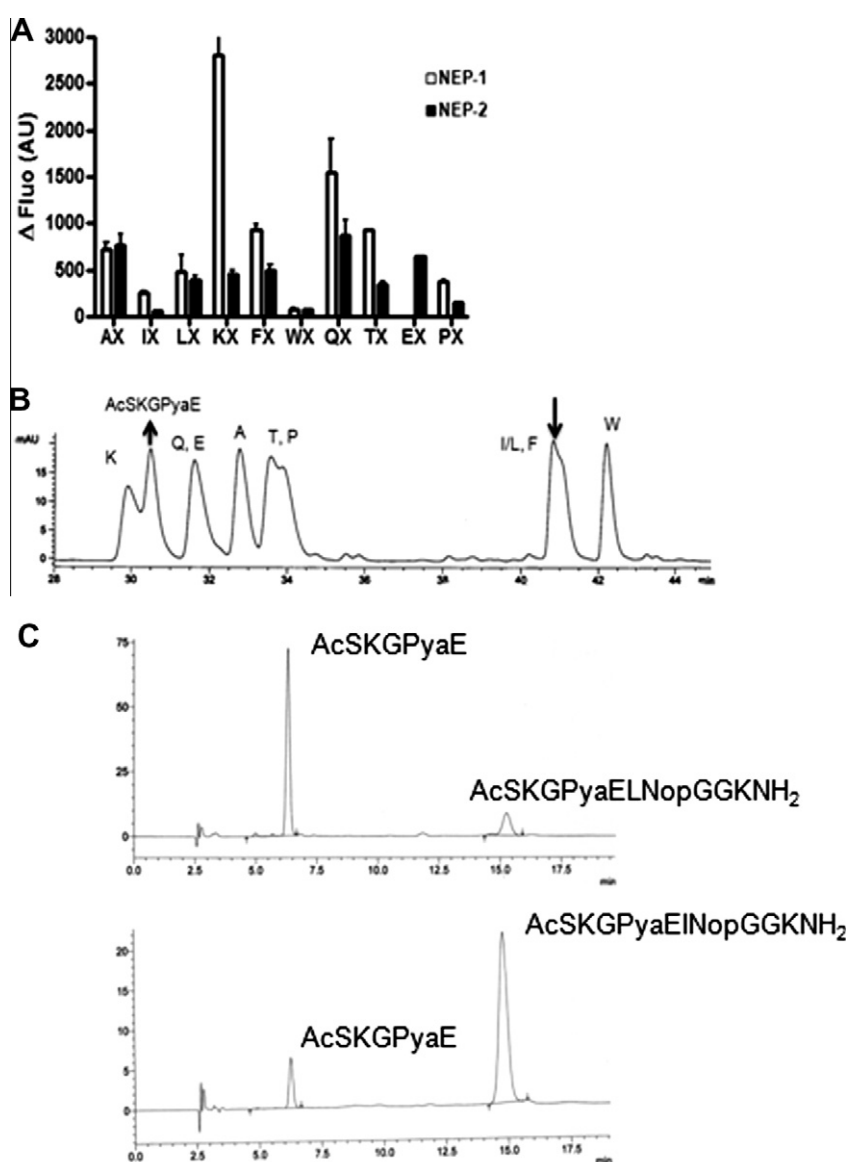 A
Δ Fluo (AU)
3000
2500
2000
1500
1000
500
0
NEP-1
NEP-2
AX IX LX KX FX WX QX TX EX PX
B
AcSKGPyaE
mAU
15
10
5
0
K
Q, E
A
T, P
I/L, F
W
28 30 32 34 36 38 40 42 44 min
C
75
50
25
0
AcSKGPyaE
AcSKGPyaELNopGGKNH₂
0.0 2.5 5.0 7.5 10.0 12.5 15.0 17.5
min
20
15
10
5
0
AcSKGPyaEINopGGKNH₂
AcSKGPyaE
0.0 2.5 5.0 7.5 10.0 12.5 15.0 17.5
min